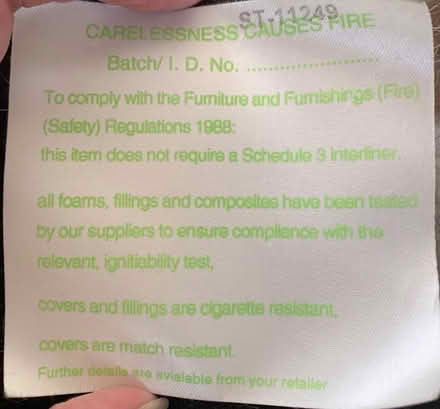 ST-11249
CARELESSNESS CAUSES FIRE
Batch/ I. D. No. ........................
To comply with the Furniture and Furnishings (Fire)
(Safety) Regulations 1988:
this item does not require a Schedule 3 interliner.
all foams, fillings and composites have been tested
by our suppliers to ensure compliance with the
relevant, ignitiability test,
covers and fillings are cigarette resistant,
covers are match resistant.
Further details are avialable from your retailer